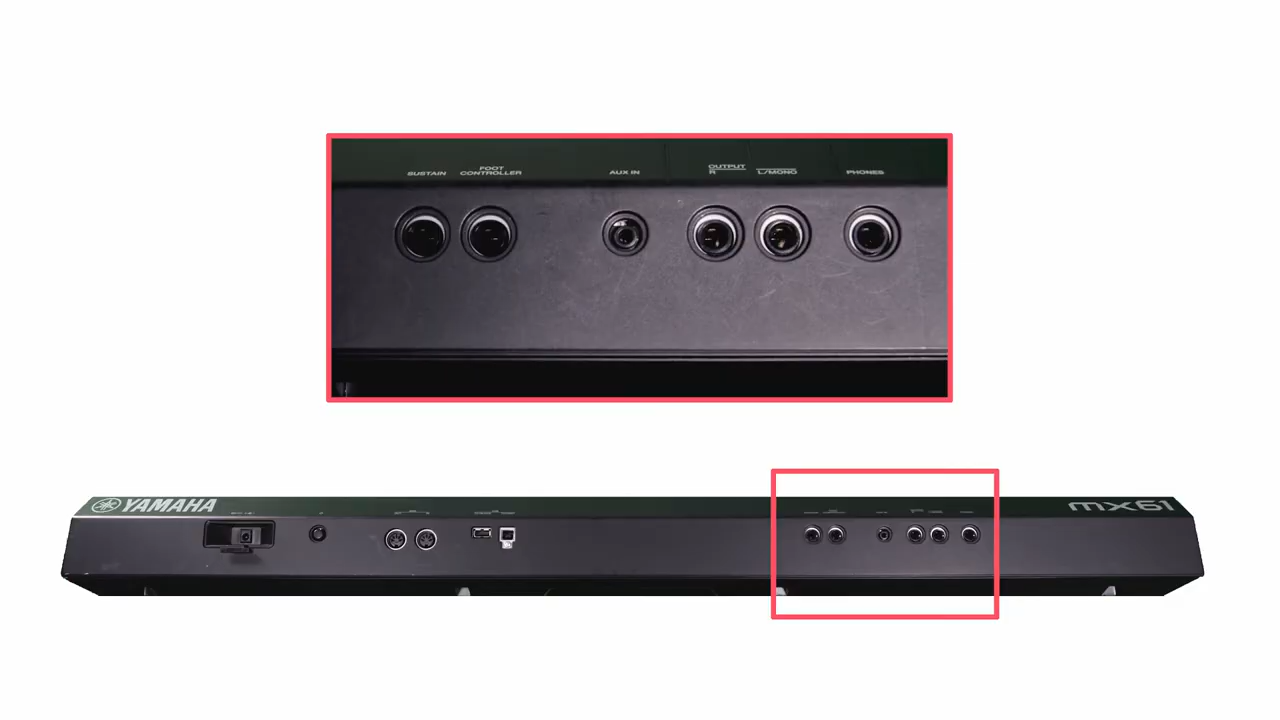 SUSTAIN
FOOT
CONTROLLER
AUX IN
OUTPUT
R
L/MONO
PHONES
YAMAHA
mx61